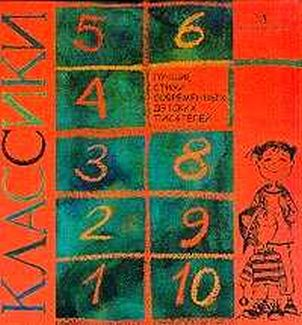 КЛАССИКИ
5 6
4
ЛУЧШИЕ
СТИХИ
СОВРЕМЕННЫХ
ДЕТСКИХ
ПИСАТЕЛЕЙ
3 8
2 9
1 10